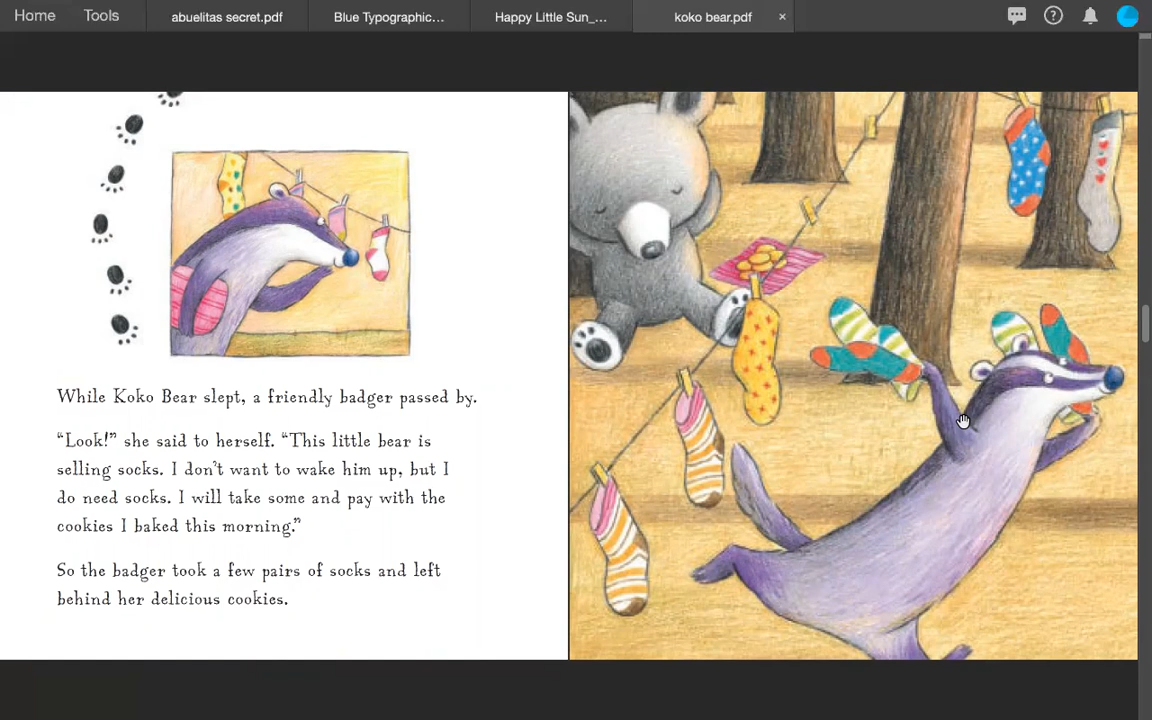 Home Tools abuelitas secret.pdf Blue Typographic... Happy Little Sun_... koko bear.pdf ×
While Koko Bear slept, a friendly badger passed by.
“Look!” she said to herself. “This little bear is
selling socks. I don’t want to wake him up, but I
do need socks. I will take some and pay with the
cookies I baked this morning.”
So the badger took a few pairs of socks and left
behind her delicious cookies.